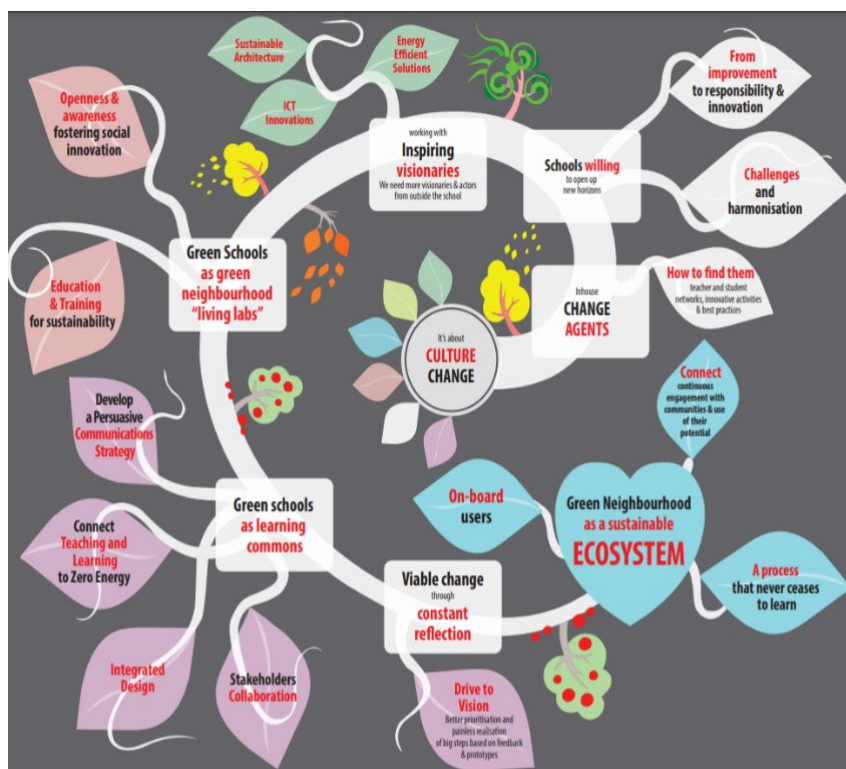 Sustainable
Architecture
Energy
Efficient
Solutions
ICT
Innovations
From
improvement
to responsibility &
innovation
Openness &
awareness
fostering social
innovation
working with
Inspiring
visionaries
We need more visionaries & actors
from outside the school
Schools willing
to open up
new horizons
Challenges
and
harmonisation
Green Schools
as green
neighbourhood
"living labs"
Education
& Training
for sustainability
How to find them
teacher and student
networks, innovative activities
& best practices
Inhouse
CHANGE
AGENTS
It's about
CULTURE
CHANGE
Connect
continuous
engagement with
communities & use
of their
potential
Develop
a Persuasive
Communications
Strategy
On-board
users
Green Neighbourhood
as a sustainable
ECOSYSTEM
Green schools
as learning
commons
Connect
Teaching and
Learning
to Zero Energy
Viable change
through
constant
reflection
A process
that never ceases
to learn
Integrated
Design
Stakeholders
Collaboration
Drive to
Vision
Better prioritisation and
painless realisation
of big steps based on feedback
& prototypes